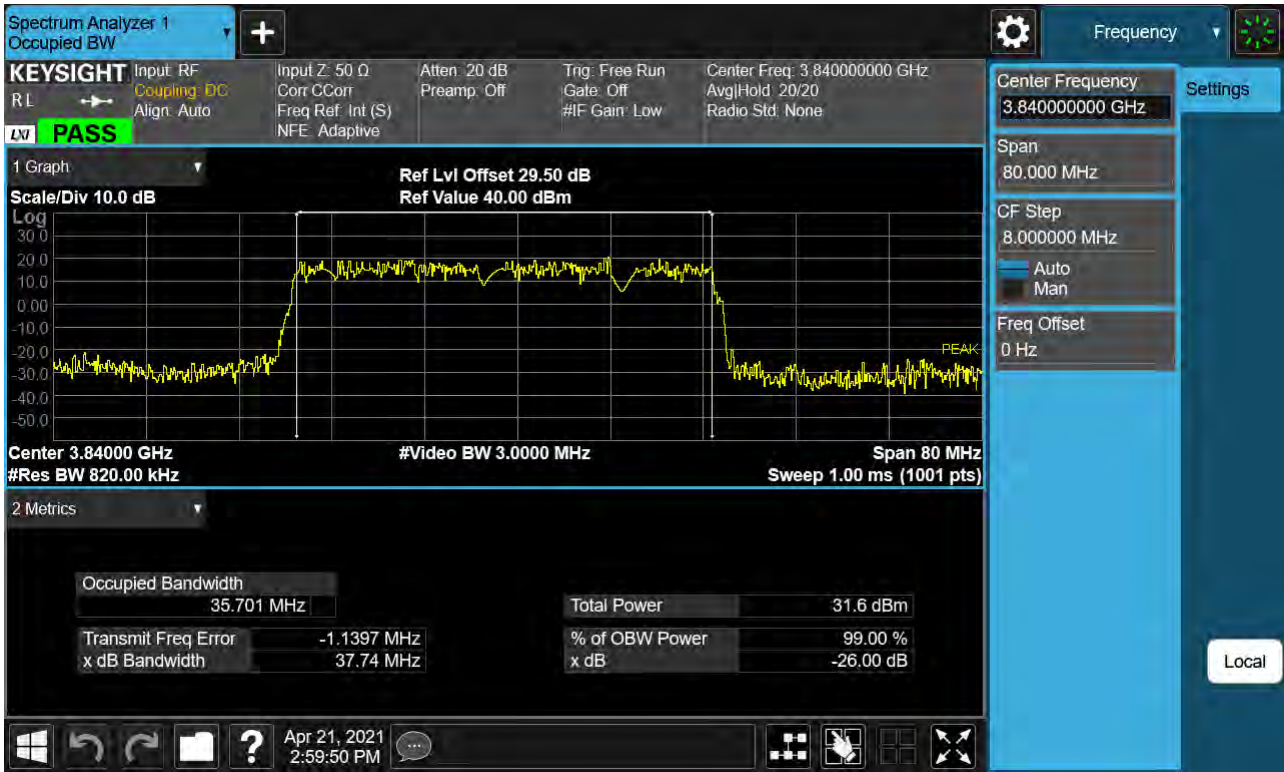 Spectrum Analyzer 1
Occupied BW
+
Frequency
KEYSIGHT
RL
LXI
PASS
Input: RF
Coupling: DC
Align: Auto
Input Z: 50 Ω
Corr CCorr
Freq Ref: Int (S)
NFE: Adaptive
Atten: 20 dB
Preamp: Off
Trig: Free Run
Gate: Off
#IF Gain: Low
Center Freq: 3.840000000 GHz
Avg|Hold: 20/20
Radio Std: None
Center Frequency
3.840000000 GHz
Settings
Span
80.000 MHz
CF Step
8.000000 MHz
Auto
Man
Freq Offset
0 Hz
1 Graph
Scale/Div 10.0 dB
Ref Lvl Offset 29.50 dB
Ref Value 40.00 dBm
Log
30.0
20.0
10.0
0.00
-10.0
-20.0
-30.0
-40.0
-50.0
PEAK
Center 3.84000 GHz
#Video BW 3.0000 MHz
Span 80 MHz
#Res BW 820.00 kHz
Sweep 1.00 ms (1001 pts)
2 Metrics
Occupied Bandwidth
35.701 MHz
Total Power 31.6 dBm
Transmit Freq Error -1.1397 MHz
% of OBW Power 99.00 %
x dB Bandwidth 37.74 MHz
x dB -26.00 dB
Local
?
Apr 21, 2021
2:59:50 PM